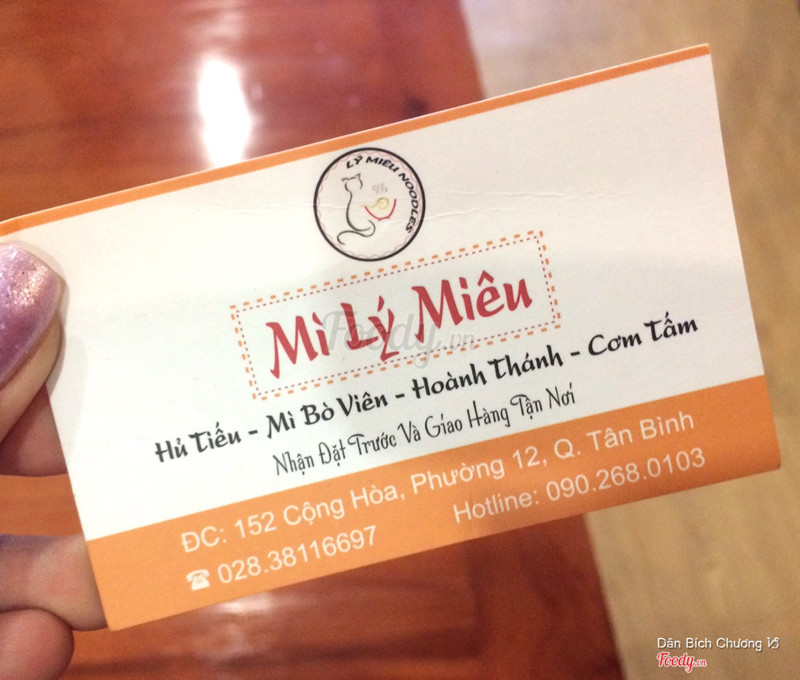 LÝ MIÊU NOODLES
Mì Lý Miêu
Foody.vn
Hủ Tiếu - Mì Bò Viên - Hoành Thánh - Cơm Tấm
Nhận Đặt Trước Và Giao Hàng Tận Nơi
ĐC: 152 Cộng Hòa, Phường 12, Q. Tân Bình
☎ 028.38116697 Hotline: 090.268.0103
Dân Bích Chương
Foody.vn